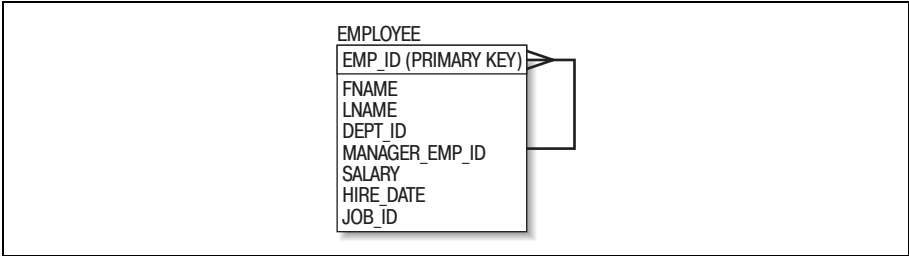 EMPLOYEE
EMP_ID (PRIMARY KEY)
FNAME
LNAME
DEPT_ID
MANAGER_EMP_ID
SALARY
HIRE_DATE
JOB_ID